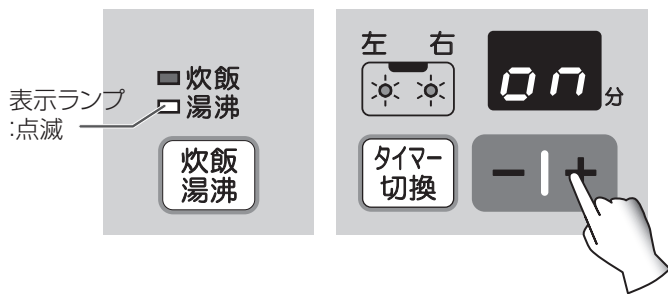 表示ランプ
:点滅
炊飯
湯沸
炊飯
湯沸
左 右
on
分
タイマー
切換
− +